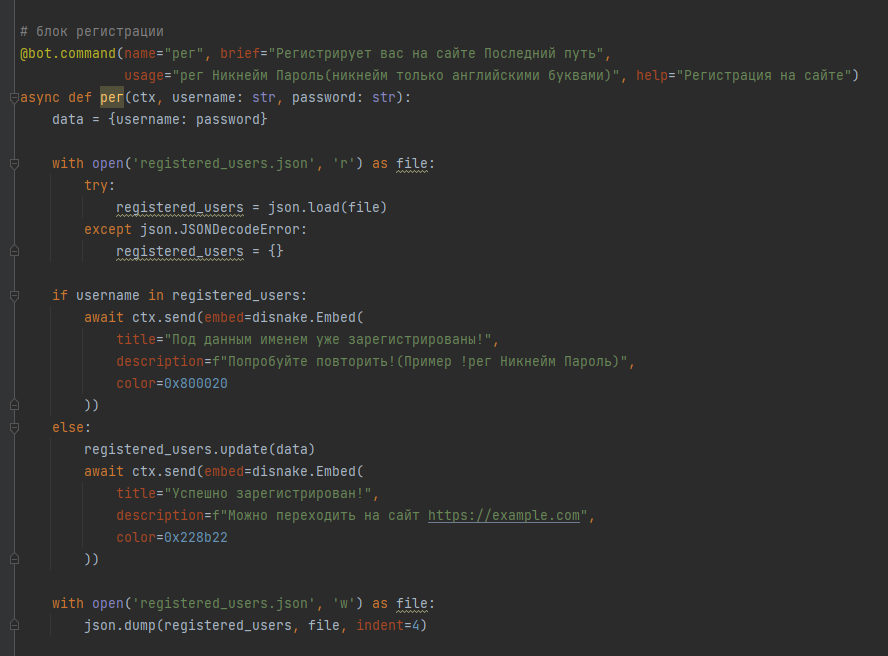 # блок регистрации
@bot.command(name="рег", brief="Регистрирует вас на сайте Последний путь",
             usage="рег Никнейм Пароль(никнейм только английскими буквами)", help="Регистрация на сайте")
async def рег(ctx, username: str, password: str):
    data = {username: password}

    with open('registered_users.json', 'r') as file:
        try:
            registered_users = json.load(file)
        except json.JSONDecodeError:
            registered_users = {}

    if username in registered_users:
        await ctx.send(embed=disnake.Embed(
            title="Под данным именем уже зарегистрированы!",
            description=f"Попробуйте повторить!(Пример !рег Никнейм Пароль)",
            color=0x800020
        ))
    else:
        registered_users.update(data)
        await ctx.send(embed=disnake.Embed(
            title="Успешно зарегистрирован!",
            description=f"Можно переходить на сайт https://example.com",
            color=0x228b22
        ))

    with open('registered_users.json', 'w') as file:
        json.dump(registered_users, file, indent=4)